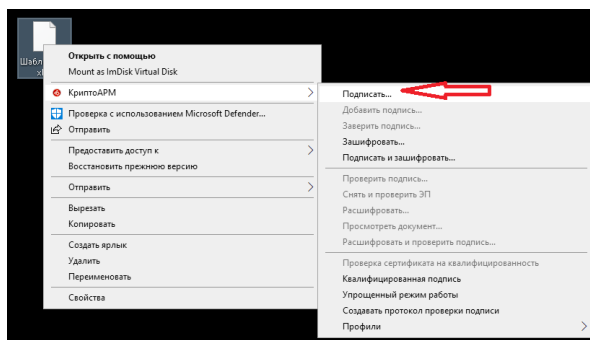 Шабл
xl
Открыть с помощью
Mount as ImDisk Virtual Disk
КриптоАРМ
Проверка с использованием Microsoft Defender...
Отправить
Предоставить доступ к
Восстановить прежнюю версию
Отправить
Вырезать
Копировать
Создать ярлык
Удалить
Переименовать
Свойства
Подписать...
Добавить подпись...
Заверить подпись...
Зашифровать...
Подписать и зашифровать...
Проверить подпись...
Снять и проверить ЭП
Расшифровать...
Просмотреть документ...
Расшифровать и проверить подпись...
Проверка сертификата на квалифицированность
Квалифицированная подпись
Упрощенный режим работы
Создавать протокол проверки подписи
Профили